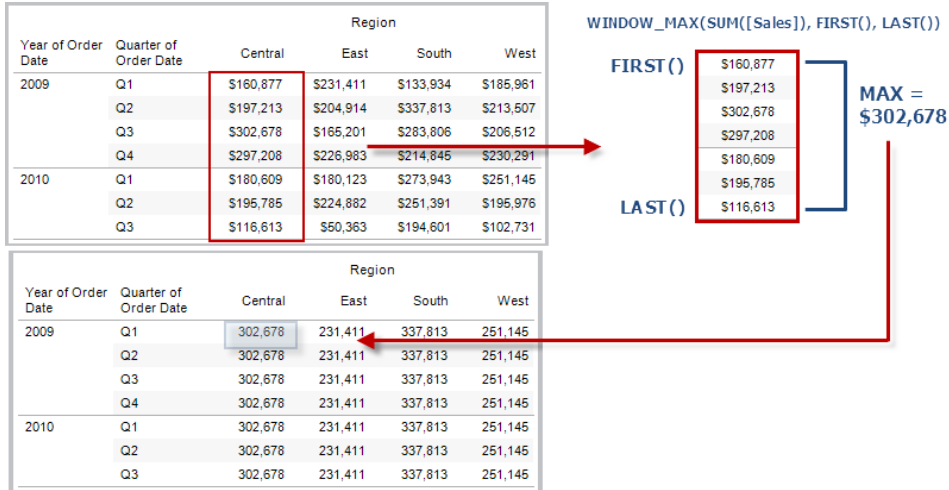 Region
Year of Order Date Quarter of Order Date Central East South West
2009 Q1 $160,877 $231,411 $133,934 $185,961
Q2 $197,213 $204,914 $337,813 $213,507
Q3 $302,678 $165,201 $283,806 $206,512
Q4 $297,208 $226,983 $214,845 $230,291
2010 Q1 $180,609 $180,123 $273,943 $251,145
Q2 $195,785 $224,882 $251,391 $195,976
Q3 $116,613 $50,363 $194,601 $102,731
WINDOW_MAX(SUM([Sales]), FIRST(), LAST())
FIRST() $160,877
$197,213
$302,678
$297,208
$180,609
$195,785
LAST() $116,613
MAX =
$302,678
Region
Year of Order Date Quarter of Order Date Central East South West
2009 Q1 302,678 231,411 337,813 251,145
Q2 302,678 231,411 337,813 251,145
Q3 302,678 231,411 337,813 251,145
Q4 302,678 231,411 337,813 251,145
2010 Q1 302,678 231,411 337,813 251,145
Q2 302,678 231,411 337,813 251,145
Q3 302,678 231,411 337,813 251,145